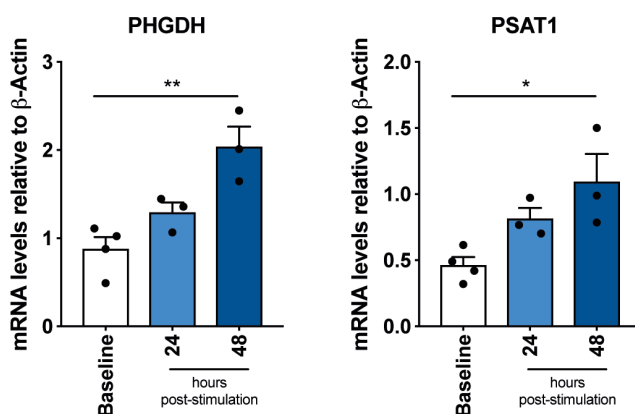 PHGDH
mRNA levels relative to β-Actin
3
2
1
0
**
Baseline
24
48
hours
post-stimulation
PSAT1
mRNA levels relative to β-Actin
2.0
1.5
1.0
0.5
0.0
*
Baseline
24
48
hours
post-stimulation